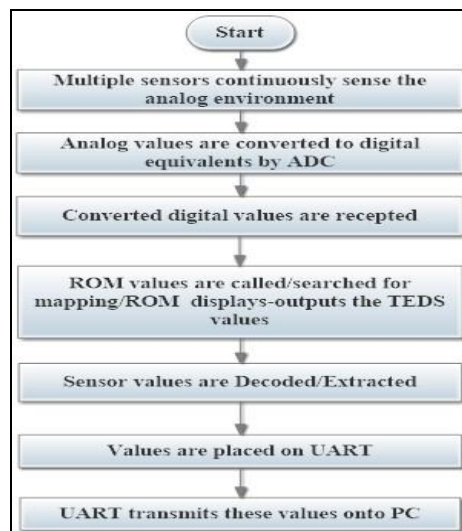 Start
Multiple sensors continuously sense the
analog environment
Analog values are converted to digital
equivalents by ADC
Converted digital values are recepted
ROM values are called/searched for
mapping/ROM displays-outputs the TEDS
values
Sensor values are Decoded/Extracted
Values are placed on UART
UART transmits these values onto PC